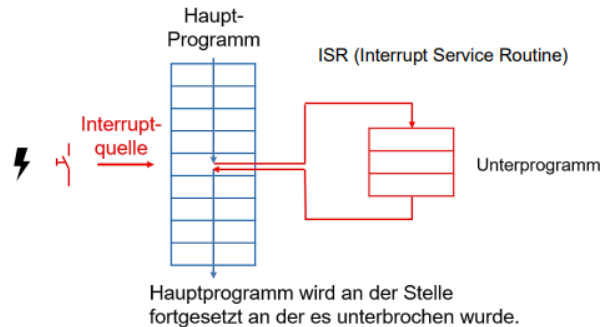 Haupt-
Programm
ISR (Interrupt Service Routine)
Interrupt-
quelle
Unterprogramm
Hauptprogramm wird an der Stelle
fortgesetzt an der es unterbrochen wurde.